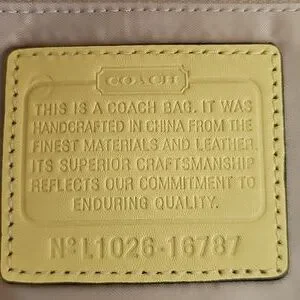 COACH
THIS IS A COACH BAG. IT WAS
HANDCRAFTED IN CHINA FROM THE
FINEST MATERIALS AND LEATHER.
ITS SUPERIOR CRAFTSMANSHIP
REFLECTS OUR COMMITMENT TO
ENDURING QUALITY.
Nº L1026-16787